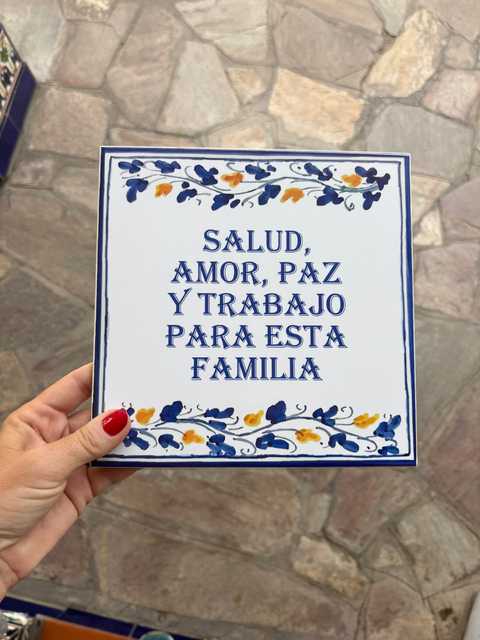 SALUD,
AMOR, PAZ
Y TRABAJO
PARA ESTA
FAMILIA